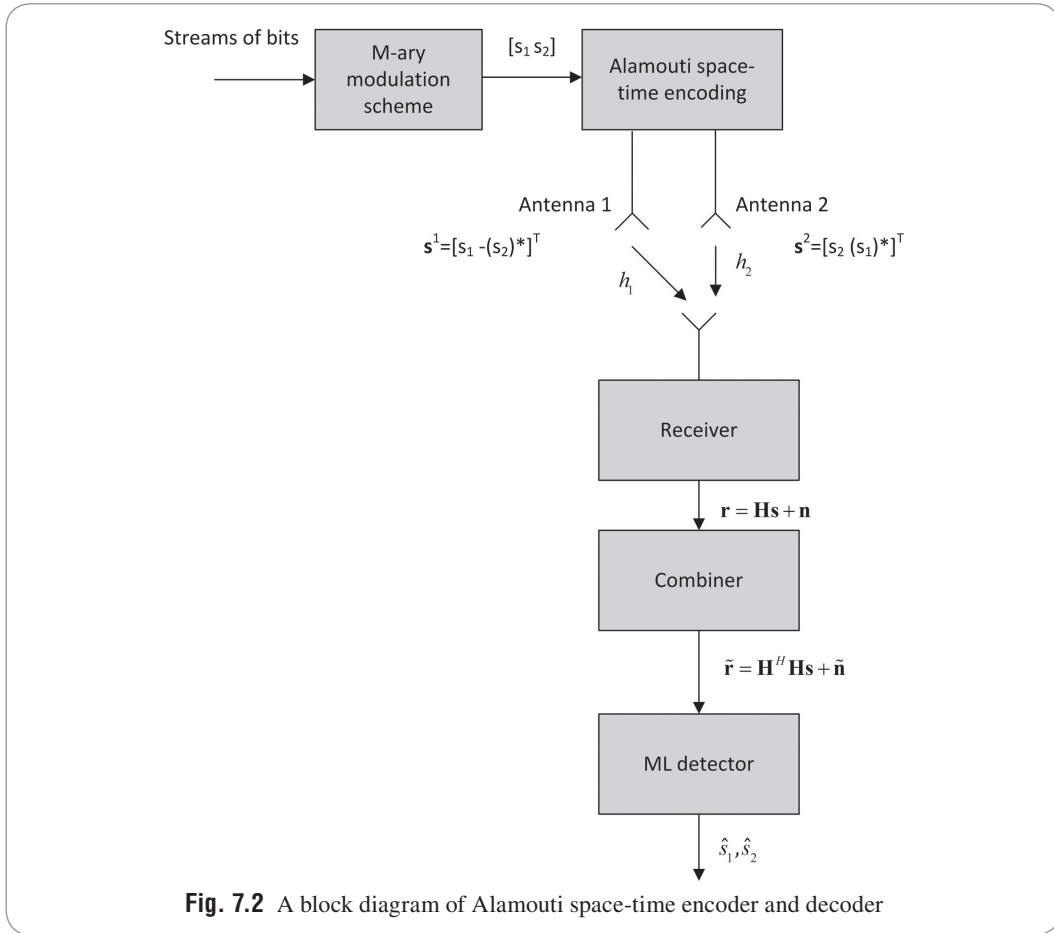 Streams of bits
M-ary
modulation
scheme
[s₁ s₂]
Alamouti space-
time encoding
Antenna 1
Antenna 2
s¹=[s₁ -(s₂)*]ᵀ
s²=[s₂ (s₁)*]ᵀ
h₁
h₂
Receiver
r = Hs + n
Combiner
r̃ = HᴴHs + ñ
ML detector
ŝ₁,ŝ₂
Fig. 7.2 A block diagram of Alamouti space-time encoder and decoder